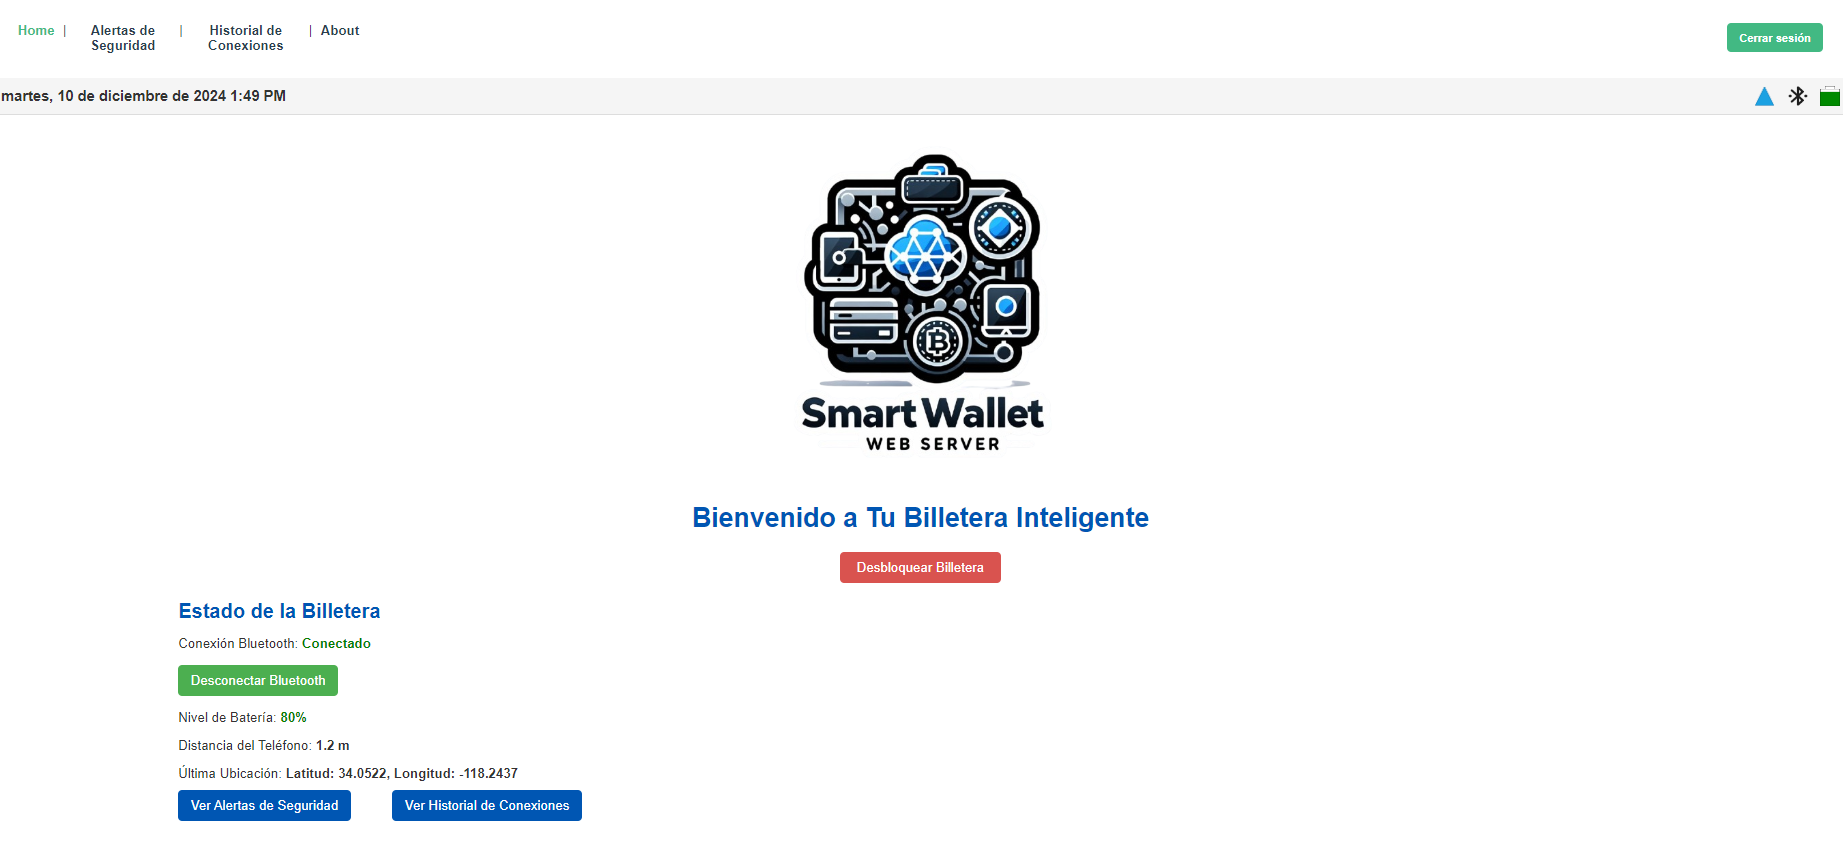 Home | Alertas de Seguridad | Historial de Conexiones | About
Cerrar sesión
martes, 10 de diciembre de 2024 1:49 PM
Smart Wallet
WEB SERVER
Bienvenido a Tu Billetera Inteligente
Desbloquear Billetera
Estado de la Billetera
Conexión Bluetooth: Conectado
Desconectar Bluetooth
Nivel de Batería: 80%
Distancia del Teléfono: 1.2 m
Última Ubicación: Latitud: 34.0522, Longitud: -118.2437
Ver Alertas de Seguridad
Ver Historial de Conexiones